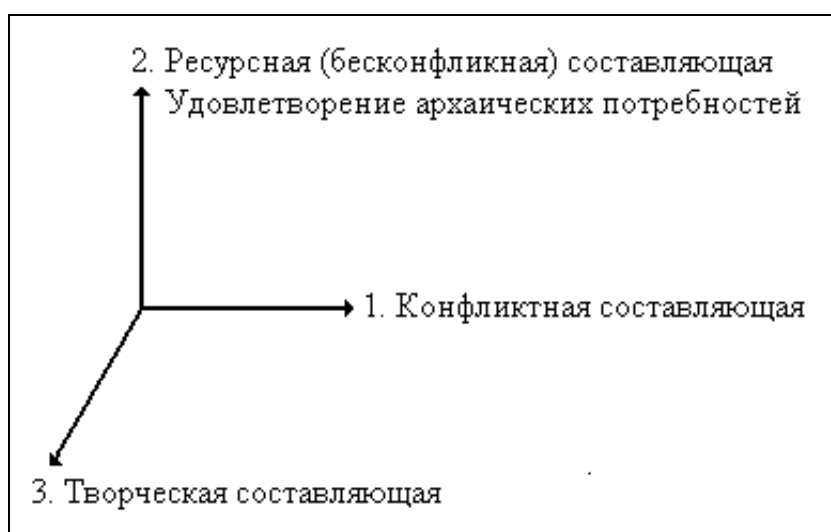 2. Ресурсная (бесконфликная) составляющая
Удовлетворение архаических потребностей
1. Конфликтная составляющая
3. Творческая составляющая